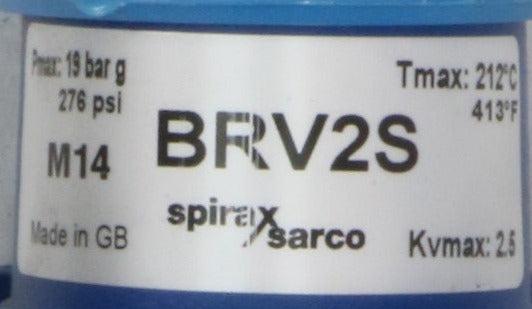 Pmax: 19 bar g
276 psi
M14
Made in GB
BRV2S
spirax
sarco
Tmax: 212°C
413°F
Kvmax: 2.5